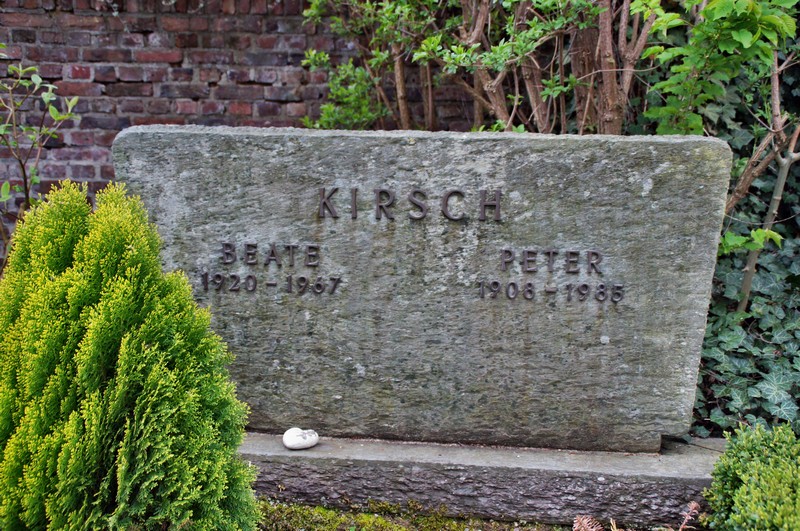 KIRSCH
BEATE
1920-1967
PETER
1908-1985